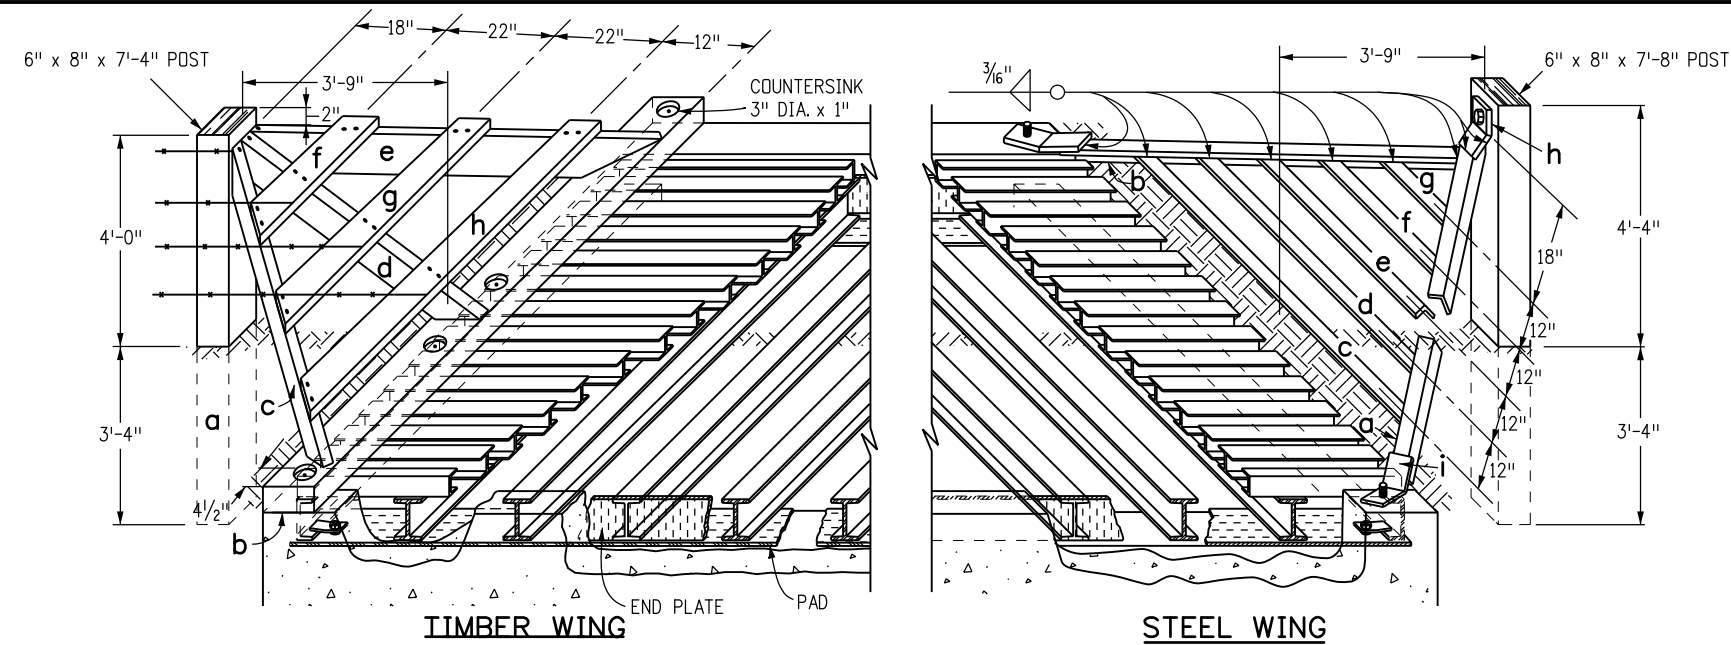 18"
22"
22"
12"
6" x 8" x 7'-4" POST
3'-9"
2"
COUNTERSINK
3" DIA. x 1"
f
e
g
h
d
4'-0"
c
a
3'-4"
4 1/2"
b
END PLATE
PAD
TIMBER WING
3/16"
3'-9"
6" x 8" x 7'-8" POST
h
b
g
f
4'-4"
18"
e
d
12"
c
12"
a
12"
3'-4"
i
12"
STEEL WING